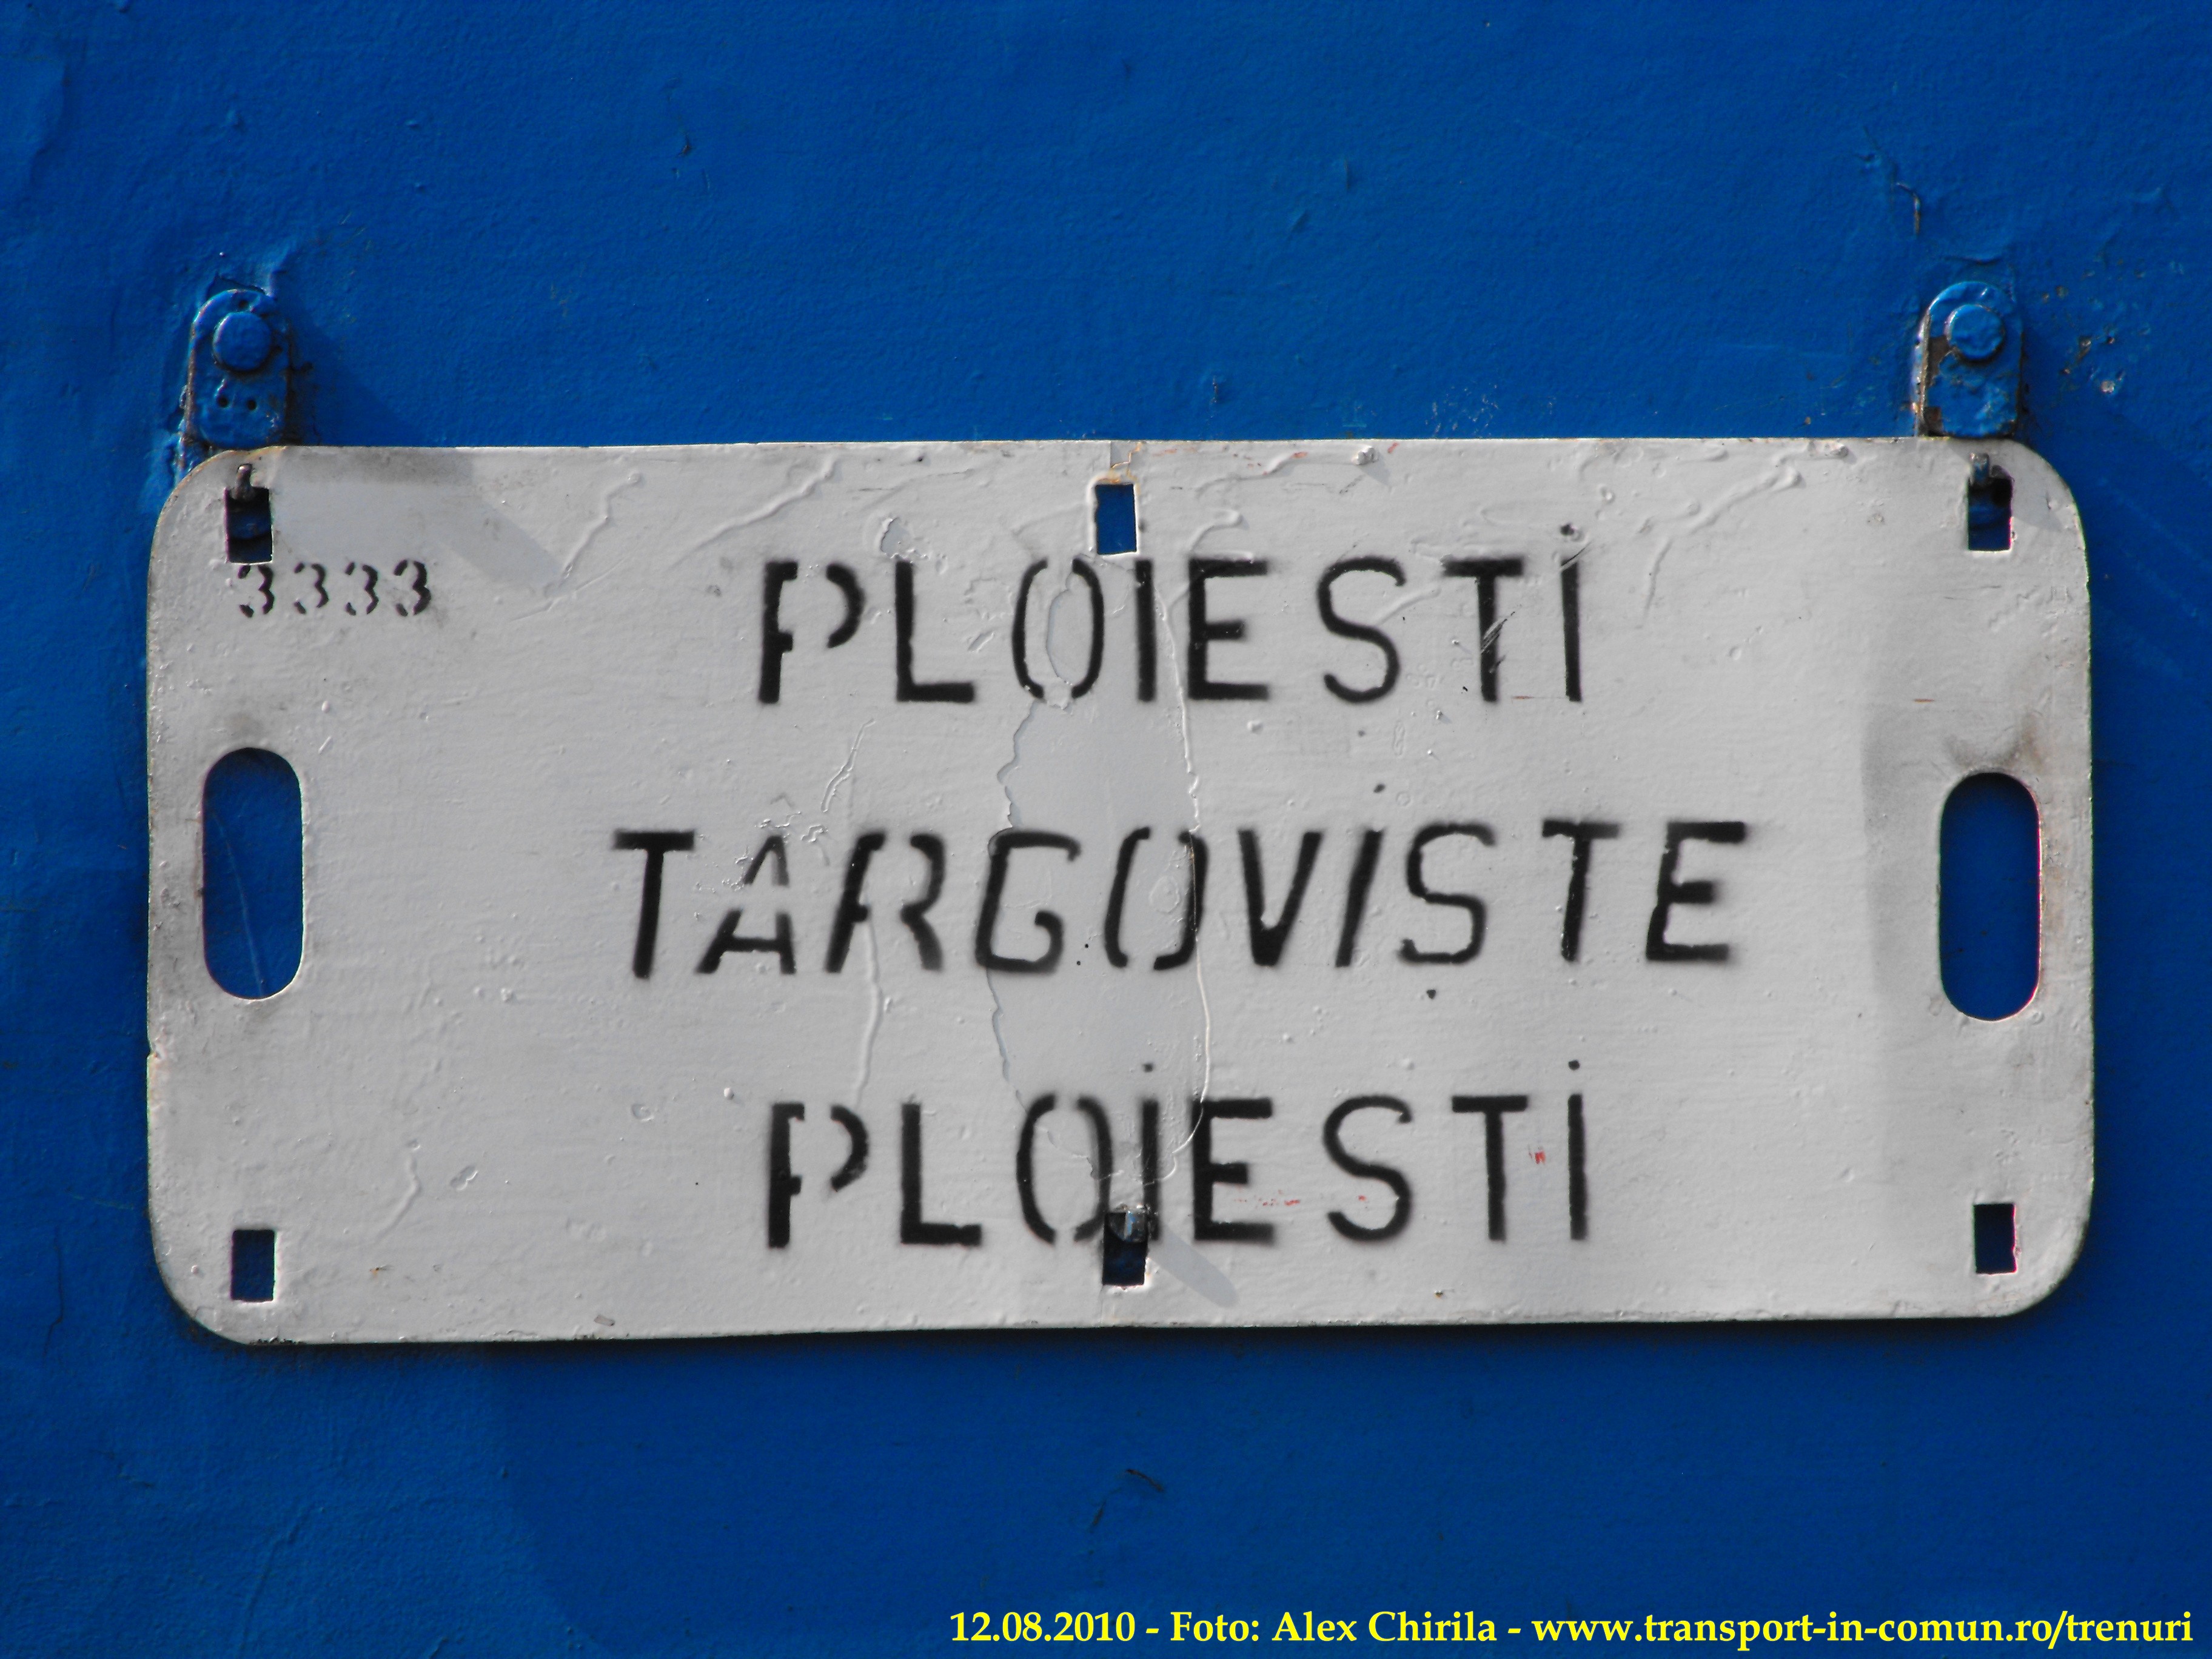 3333
PLOIESTI
TARGOVISTE
PLOIESTI
12.08.2010 - Foto: Alex Chirila - www.transport-in-comun.ro/trenuri